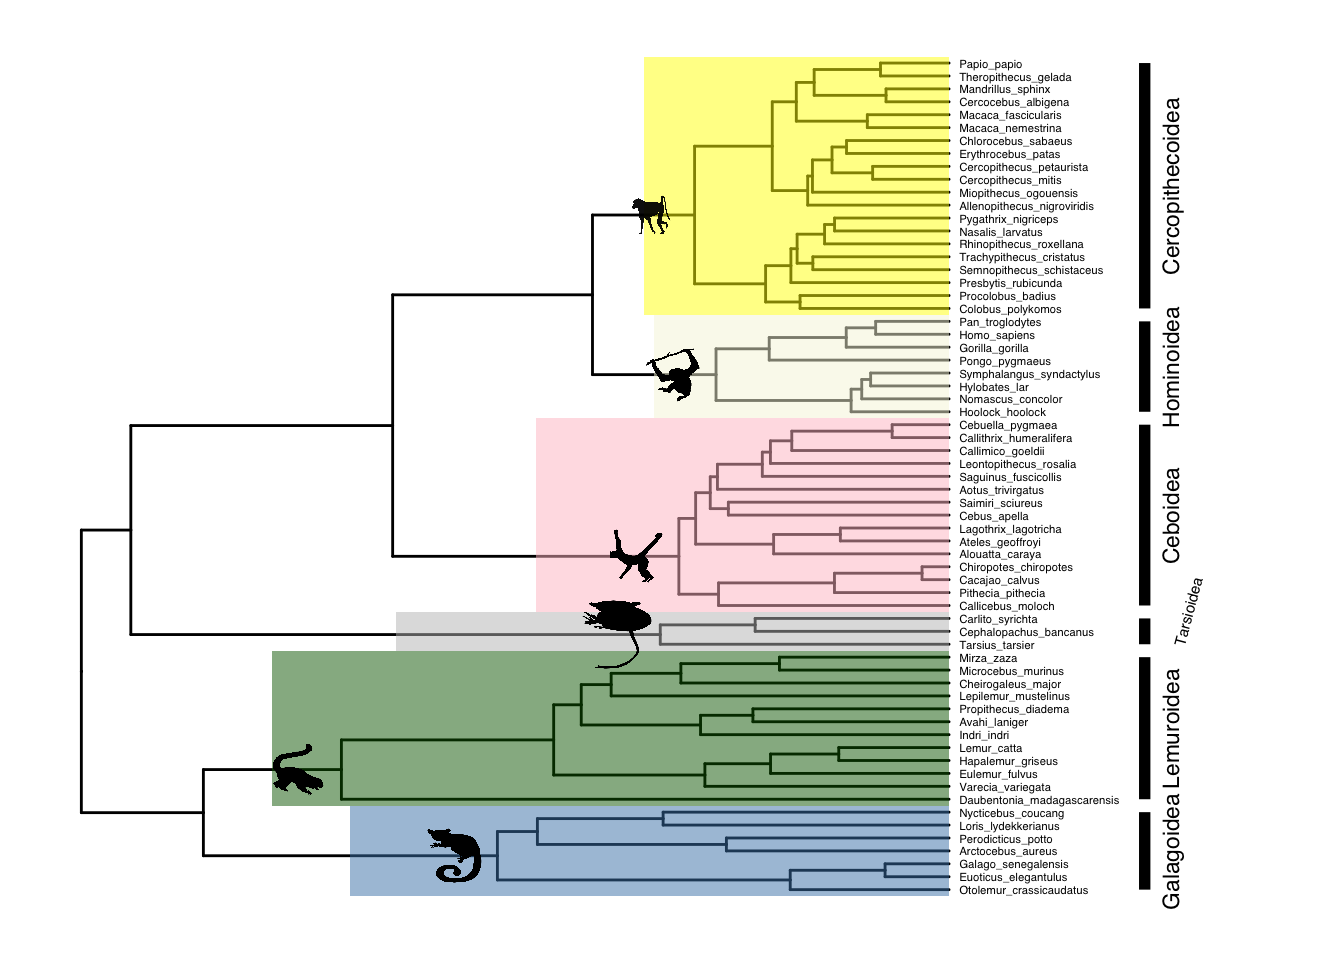 Papio_papio
Theropithecus_gelada
Mandrillus_sphinx
Cercocebus_albigena
Macaca_fascicularis
Macaca_nemestrina
Chlorocebus_sabaeus
Erythrocebus_patas
Cercopithecus_petaurista
Cercopithecus_mitis
Miopithecus_ogouensis
Allenopithecus_nigroviridis
Pygathrix_nigriceps
Nasalis_larvatus
Rhinopithecus_roxellana
Trachypithecus_cristatus
Semnopithecus_schistaceus
Presbytis_rubicunda
Procolobus_badius
Colobus_polykomos
Pan_troglodytes
Homo_sapiens
Gorilla_gorilla
Pongo_pygmaeus
Symphalangus_syndactylus
Hylobates_lar
Nomascus_concolor
Hoolock_hoolock
Cebuella_pygmaea
Callithrix_humeralifera
Callimico_goeldii
Leontopithecus_rosalia
Saguinus_fuscicollis
Aotus_trivirgatus
Saimiri_sciureus
Cebus_apella
Lagothrix_lagotricha
Ateles_geoffroyi
Alouatta_caraya
Chiropotes_chiropotes
Cacajao_calvus
Pithecia_pithecia
Callicebus_moloch
Carlito_syrichta
Cephalopachus_bancanus
Tarsius_tarsier
Mirza_zaza
Microcebus_murinus
Cheirogaleus_major
Lepilemur_mustelinus
Propithecus_diadema
Avahi_laniger
Indri_indri
Lemur_catta
Hapalemur_griseus
Eulemur_fulvus
Varecia_variegata
Daubentonia_madagascarensis
Nycticebus_coucang
Loris_lydekkerianus
Perodicticus_potto
Arctocebus_aureus
Galago_senegalensis
Euoticus_elegantulus
Otolemur_crassicaudatus
Cercopithecoidea
Hominoidea
Ceboidea
Tarsioidea
Lemuroidea
Galagoidea